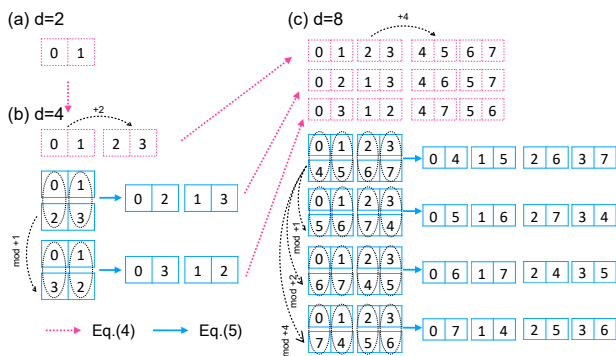 (a) d=2
0 1
(b) d=4
+2
0 1 2 3
0 1
2 3
0 2 1 3
mod +1
0 1
3 2
0 3 1 2
Eq.(4) Eq.(5)
(c) d=8
+4
0 1 2 3 4 5 6 7
0 2 1 3 4 6 5 7
0 3 1 2 4 7 5 6
0 1 2 3
4 5 6 7
0 4 1 5 2 6 3 7
mod +1
0 1 2 3
5 6 7 4
0 5 1 6 2 7 3 4
mod +2
0 1 2 3
6 7 4 5
0 6 1 7 2 4 3 5
mod +4
0 1 2 3
7 4 5 6
0 7 1 4 2 5 3 6